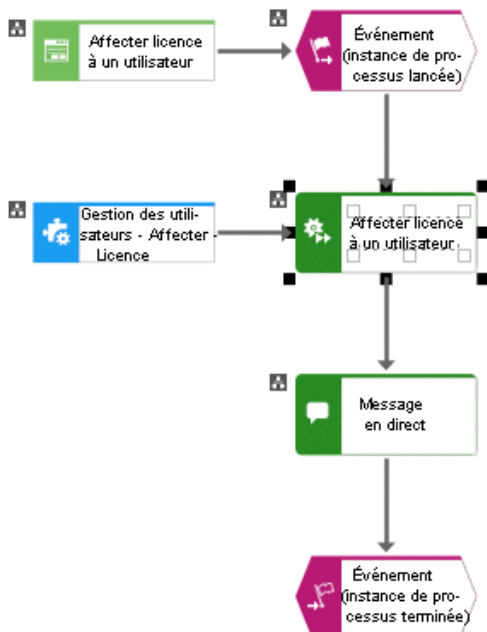 Affecter licence
à un utilisateur
Événement
(instance de pro-
cessus lancée)
Gestion des utili-
sateurs - Affecter -
Licence
Affecter licence
à un utilisateur
Message
en direct
Événement
(instance de pro-
cessus terminée)